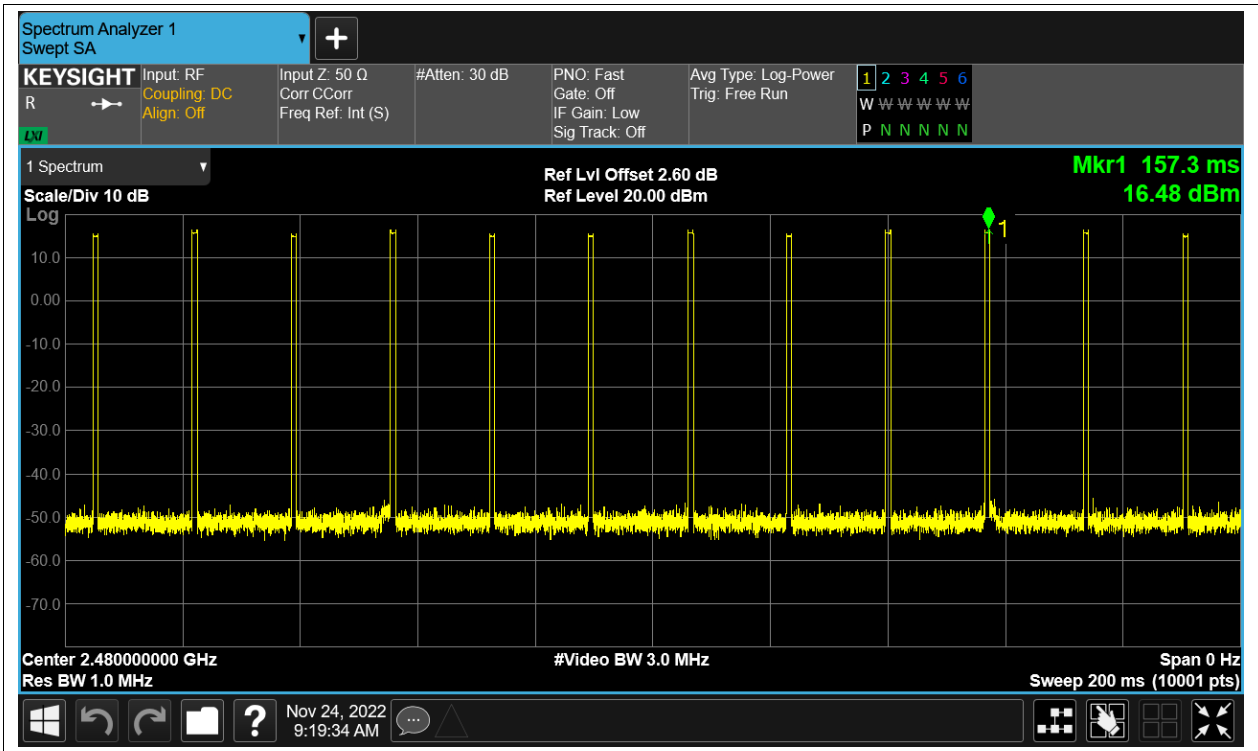 Spectrum Analyzer 1
Swept SA
+
KEYSIGHT
R
LXI
Input: RF
Coupling: DC
Align: Off
Input Z: 50 Ω
Corr CCorr
Freq Ref: Int (S)
#Atten: 30 dB
PNO: Fast
Gate: Off
IF Gain: Low
Sig Track: Off
Avg Type: Log-Power
Trig: Free Run
1 2 3 4 5 6
W W W W W W
P N N N N N
1 Spectrum
Scale/Div 10 dB
Ref Lvl Offset 2.60 dB
Ref Level 20.00 dBm
Mkr1 157.3 ms
16.48 dBm
Log
1
10.0
0.00
-10.0
-20.0
-30.0
-40.0
-50.0
-60.0
-70.0
Center 2.480000000 GHz
#Video BW 3.0 MHz
Span 0 Hz
Res BW 1.0 MHz
Sweep 200 ms (10001 pts)
?
Nov 24, 2022
9:19:34 AM